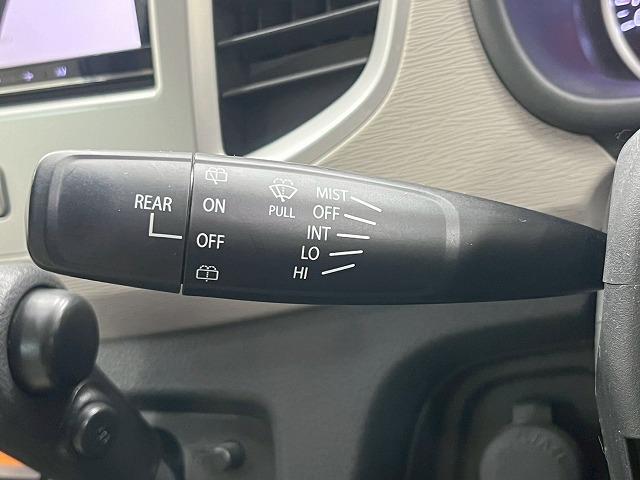 REAR
ON
OFF
PULL
MIST
OFF
INT
LO
HI